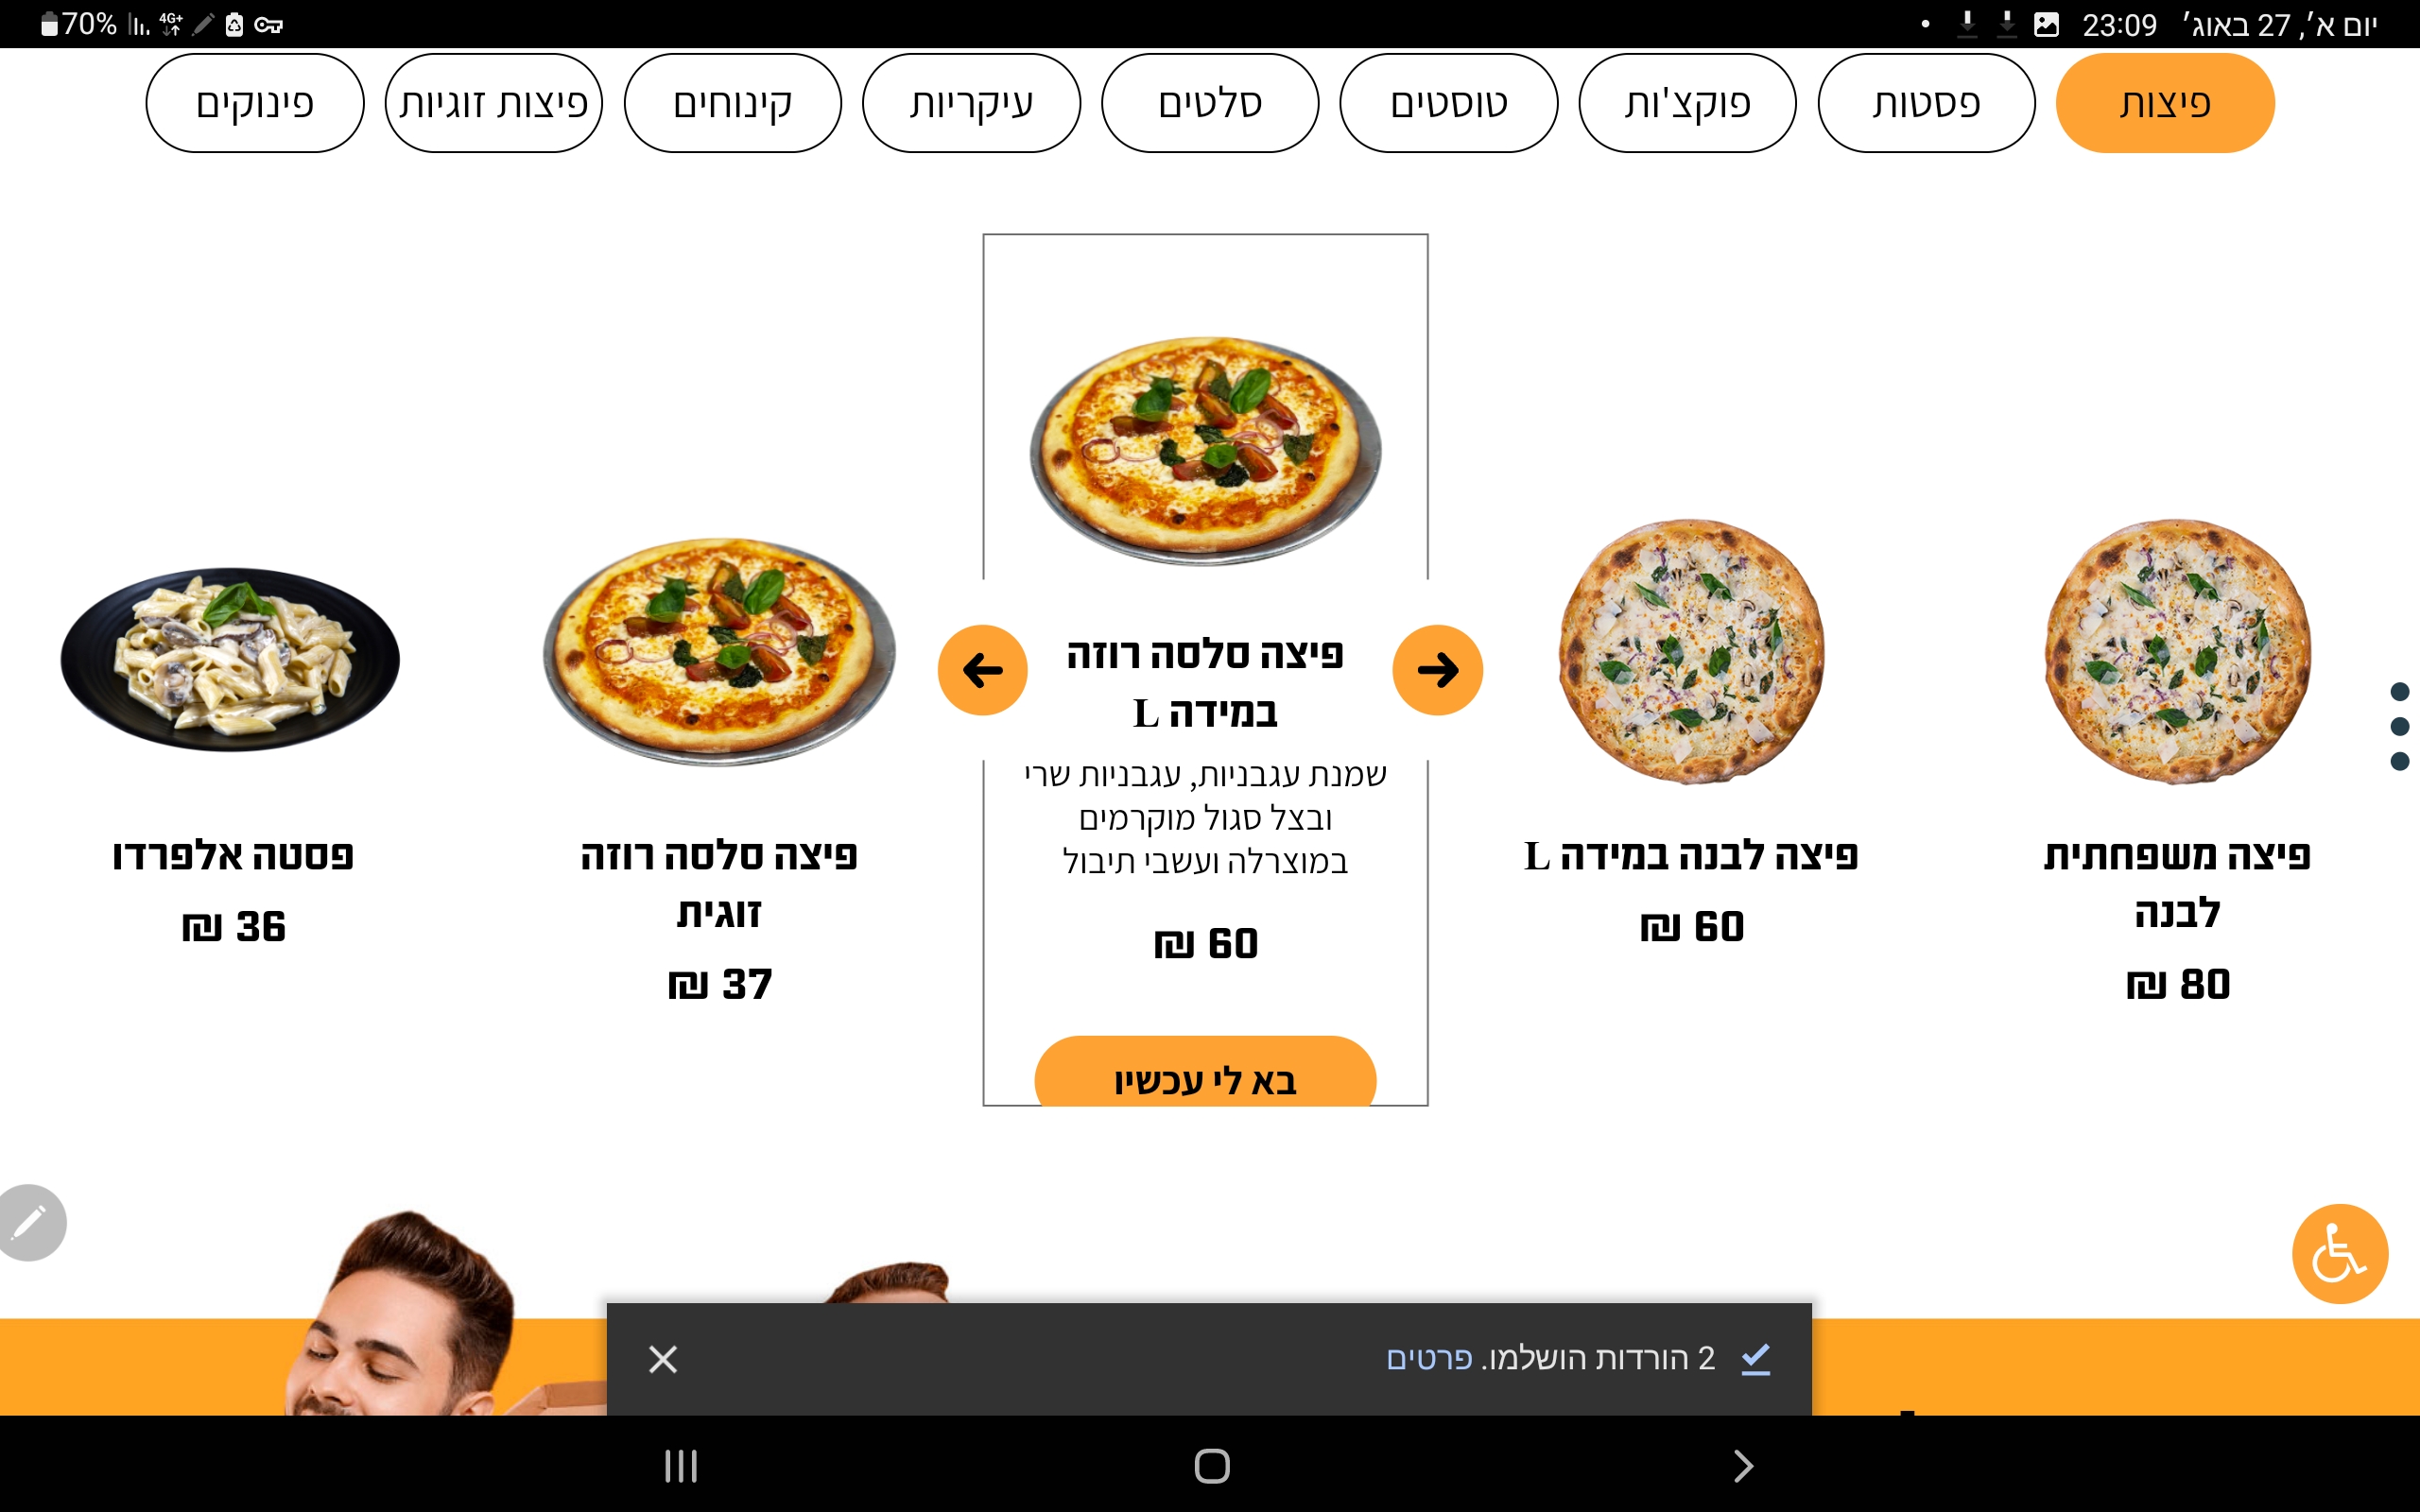 70%
4G+
יום א׳, 27 באוג׳ 23:09
פיצות
פסטות
פוקצ'ות
טוסטים
סלטים
עיקריות
קינוחים
פיצות זוגיות
פינוקים
פיצה משפחתית
לבנה
80 ₪
פיצה לבנה במידה L
60 ₪
פיצה סלסה רוזה
במידה L
שמנת עגבניות, עגבניות שרי
ובצל סגול מוקרמים
במוצרלה ועשבי תיבול
60 ₪
בא לי עכשיו
פיצה סלסה רוזה
זוגית
37 ₪
פסטה אלפרדו
36 ₪
2 הורדות הושלמו. פרטים